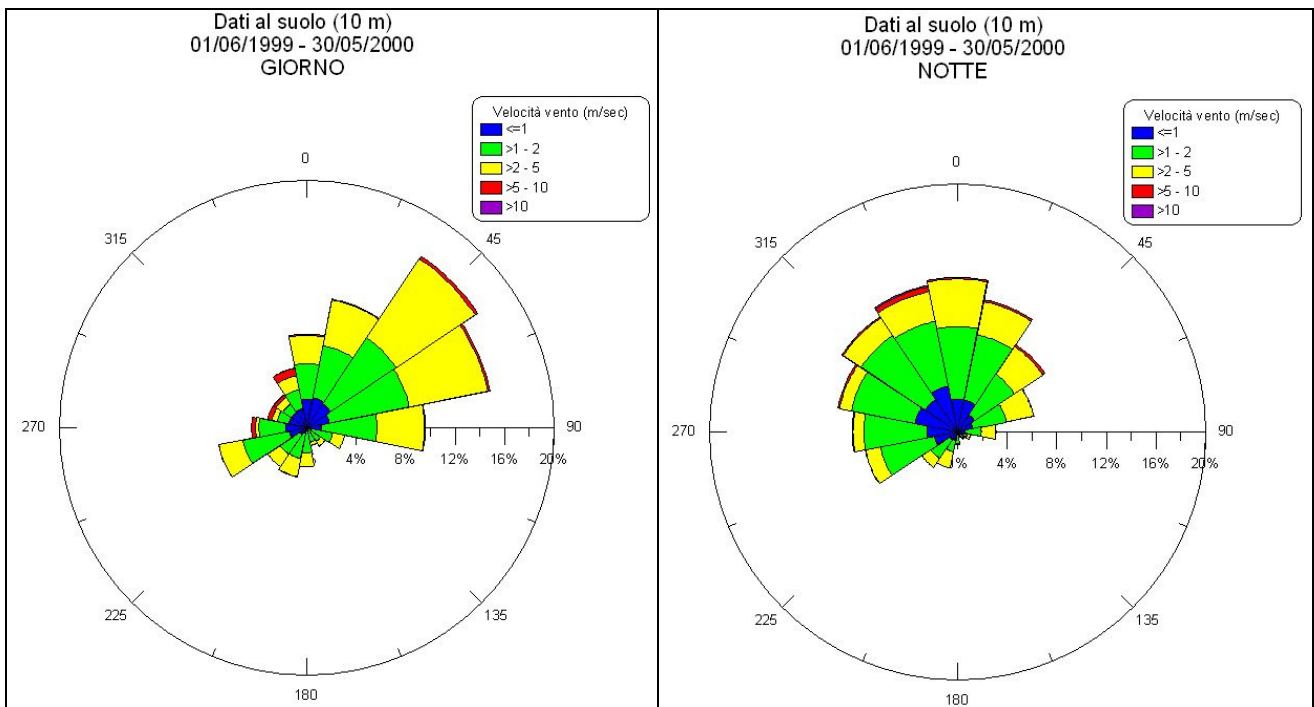 Dati al suolo (10 m)
01/06/1999 - 30/05/2000
GIORNO
Velocità vento (m/sec)
<=1
>1 - 2
>2 - 5
>5 - 10
>10
0
45
90
135
180
225
270
315
4%
8%
12%
16%
20%
Dati al suolo (10 m)
01/06/1999 - 30/05/2000
NOTTE
Velocità vento (m/sec)
<=1
>1 - 2
>2 - 5
>5 - 10
>10
0
45
90
135
180
225
270
315
0%
4%
8%
12%
16%
20%